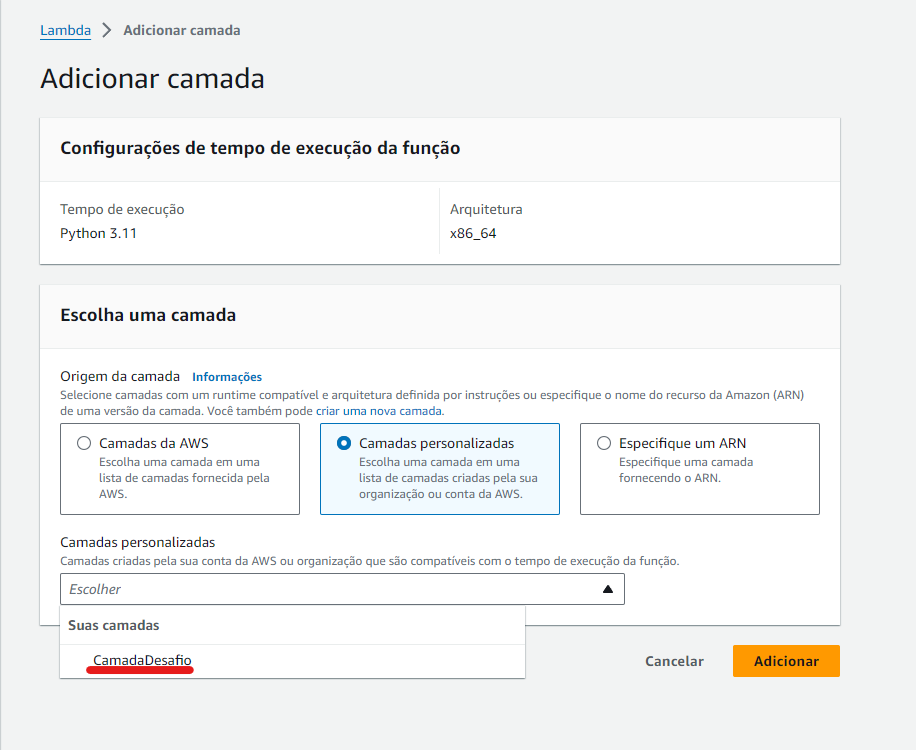 Lambda > Adicionar camada
Adicionar camada
Configurações de tempo de execução da função
Tempo de execução
Python 3.11
Arquitetura
x86_64
Escolha uma camada
Origem da camada Informações
Selecione camadas com um runtime compatível e arquitetura definida por instruções ou especifique o nome do recurso da Amazon (ARN)
de uma versão da camada. Você também pode criar uma nova camada.
Camadas da AWS
Escolha uma camada em uma
lista de camadas fornecida pela
AWS.
Camadas personalizadas
Escolha uma camada em uma
lista de camadas criadas pela sua
organização ou conta da AWS.
Especifique um ARN
Especifique uma camada
fornecendo o ARN.
Camadas personalizadas
Camadas criadas pela sua conta da AWS ou organização que são compatíveis com o tempo de execução da função.
Escolher
Suas camadas
CamadaDesafio
Cancelar
Adicionar